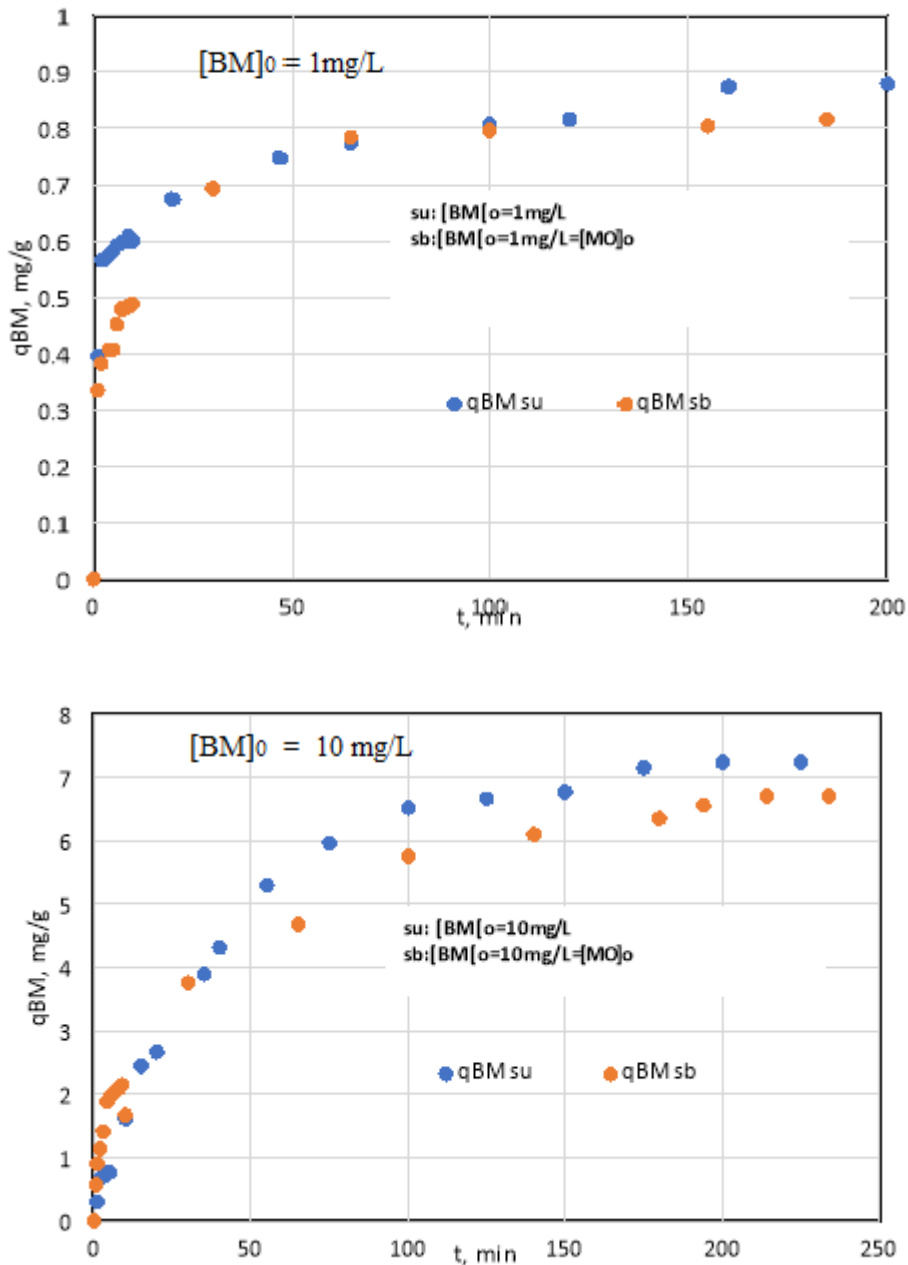 [BM]0 = 1mg/L
1
0.9
0.8
0.7
0.6
0.5
0.4
0.3
0.2
0.1
0
qBM, mg/g
su: [BM[o=1mg/L
sb:[BM[o=1mg/L=[MO]o
qBM su qBM sb
0 50 100 150 200
t, min
[BM]0 = 10 mg/L
8
7
6
5
4
3
2
1
0
qBM, mg/g
su: [BM[o=10mg/L
sb:[BM[o=10mg/L=[MO]o
qBM su qBM sb
0 50 100 150 200 250
t, min